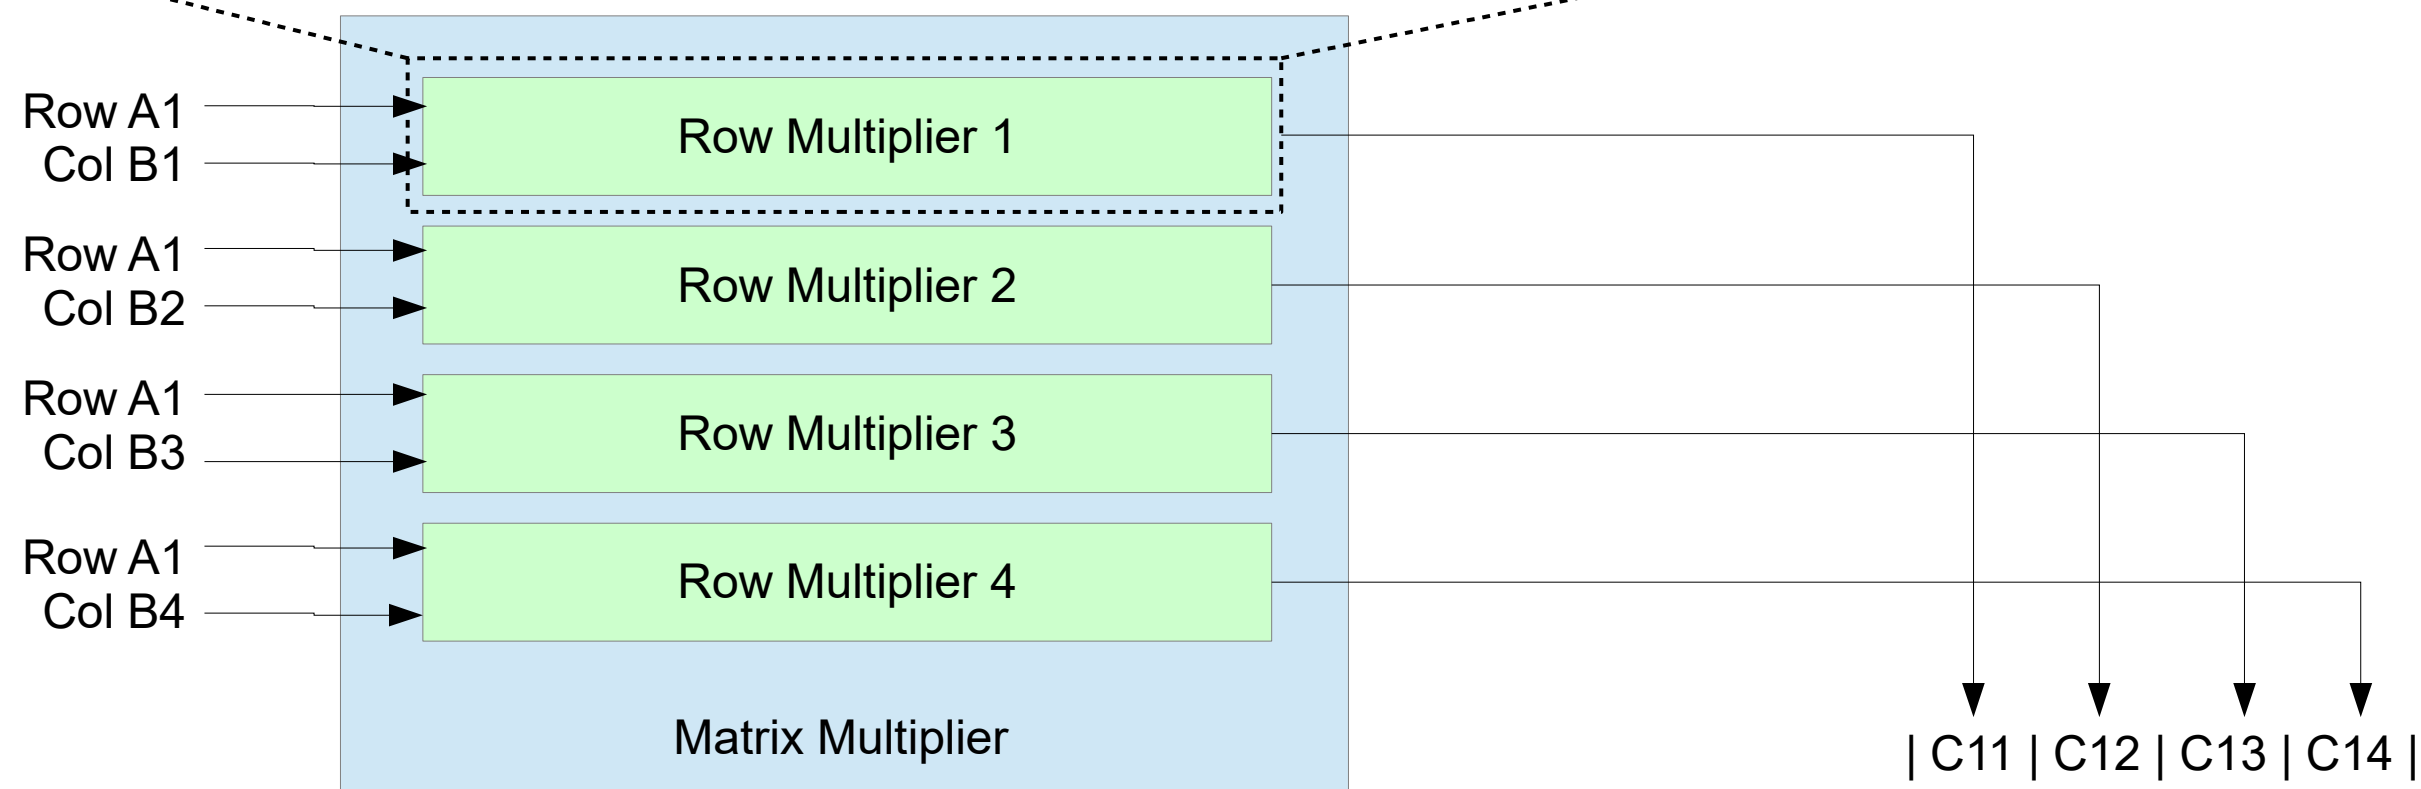 Row A1
Col B1
Row Multiplier 1
Row A1
Col B2
Row Multiplier 2
Row A1
Col B3
Row Multiplier 3
Row A1
Col B4
Row Multiplier 4
Matrix Multiplier
| C11 | C12 | C13 | C14 |